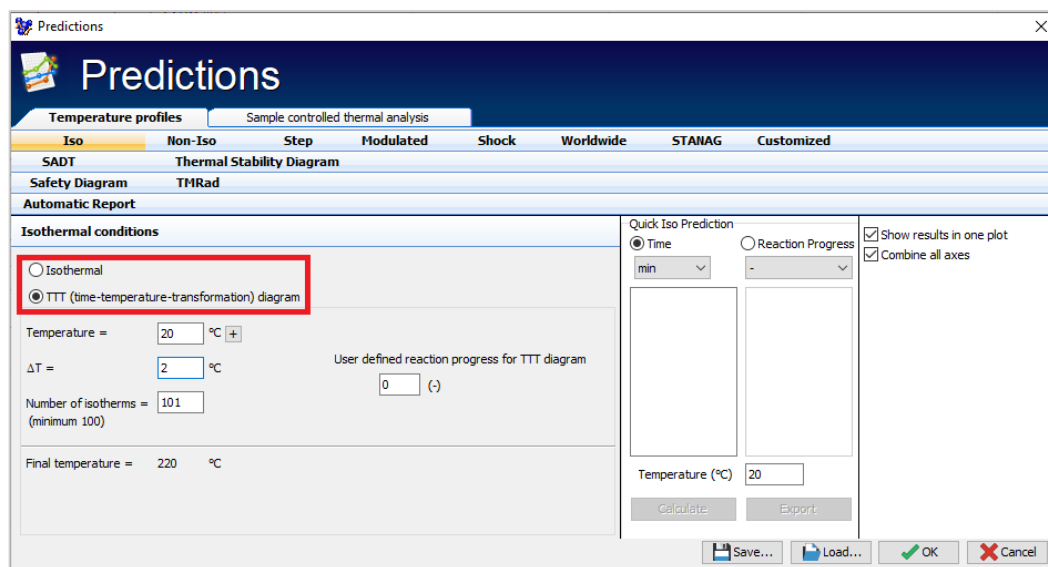 Predictions
Predictions
Temperature profiles Sample controlled thermal analysis
Iso Non-Iso Step Modulated Shock Worldwide STANAG Customized
SADT Thermal Stability Diagram
Safety Diagram TMRad
Automatic Report
Isothermal conditions
Isothermal
TTT (time-temperature-transformation) diagram
Temperature = 20 °C +
ΔT = 2 °C
Number of isotherms = 101
(minimum 100)
User defined reaction progress for TTT diagram
0 (-)
Final temperature = 220 °C
Quick Iso Prediction
Time Reaction Progress
min -
Temperature (°C) 20
Calculate Export
Show results in one plot
Combine all axes
Save... Load... OK Cancel